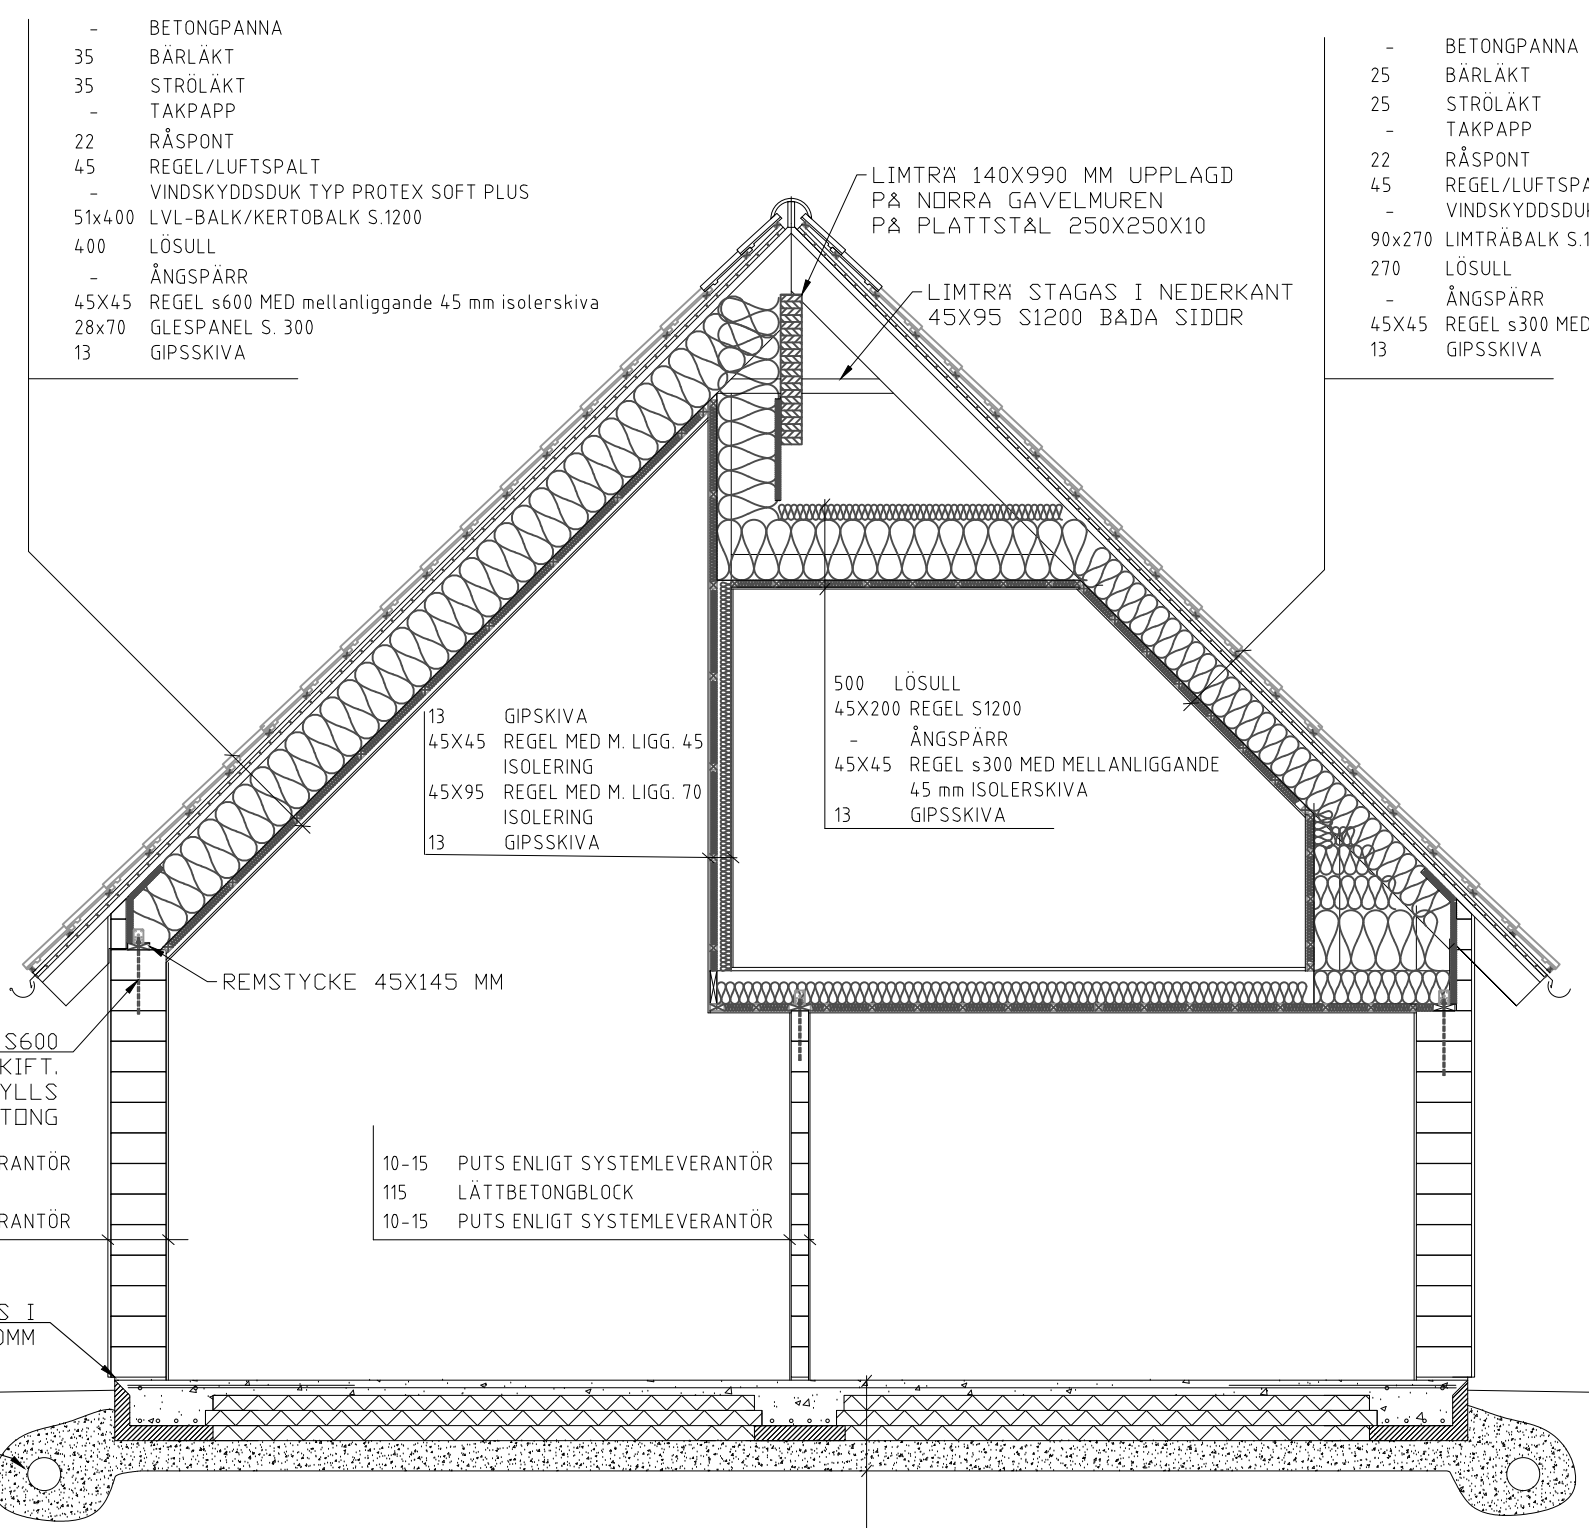 - BETONGPANNA
35 BÄRLÄKT
35 STRÖLÄKT
- TAKPAPP
22 RÅSPONT
45 REGEL/LUFTSPALT
- VINDSKYDDSDUK TYP PROTEX SOFT PLUS
51x400 LVL-BALK/KERTOBALK S.1200
400 LÖSULL
- ÅNGSPÄRR
45X45 REGEL s600 MED mellanliggande 45 mm isolerskiva
28x70 GLESPANEL S. 300
13 GIPSSKIVA
- BETONGPANNA
25 BÄRLÄKT
25 STRÖLÄKT
- TAKPAPP
22 RÅSPONT
45 REGEL/LUFTSPA
- VINDSKYDDSDUK
90x270 LIMTRÄBALK S.1
270 LÖSULL
- ÅNGSPÄRR
45X45 REGEL s300 MED
13 GIPSSKIVA
LIMTRÄ 140X990 MM UPPLAGD
PÅ NORRA GAVELMUREN
PÅ PLATTSTÅL 250X250X10
LIMTRÄ STAGAS I NEDERKANT
45X95 S1200 BÅDA SIDOR
13 GIPSKIVA
45X45 REGEL MED M. LIGG. 45
ISOLERING
45X95 REGEL MED M. LIGG. 70
ISOLERING
13 GIPSSKIVA
500 LÖSULL
45X200 REGEL S1200
- ÅNGSPÄRR
45X45 REGEL s300 MED MELLANLIGGANDE
45 mm ISOLERSKIVA
13 GIPSSKIVA
REMSTYCKE 45X145 MM
S600
KIFT.
YLLS
TONG
RANTÖR
RANTÖR
10-15 PUTS ENLIGT SYSTEMLEVERANTÖR
115 LÄTTBETONGBLOCK
10-15 PUTS ENLIGT SYSTEMLEVERANTÖR
S I
0MM